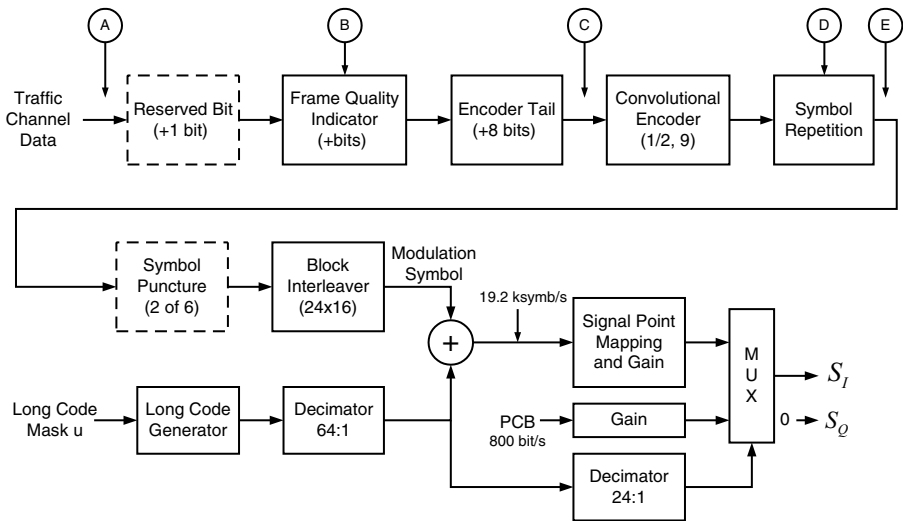 A
B
C
D
E
Traffic
Channel
Data
Reserved Bit
(+1 bit)
Frame Quality
Indicator
(+bits)
Encoder Tail
(+8 bits)
Convolutional
Encoder
(1/2, 9)
Symbol
Repetition
Symbol
Puncture
(2 of 6)
Block
Interleaver
(24x16)
Modulation
Symbol
+
19.2 ksymb/s
Signal Point
Mapping
and Gain
M
U
X
S_I
Long Code
Mask u
Long Code
Generator
Decimator
64:1
PCB
800 bit/s
Gain
0
S_Q
Decimator
24:1